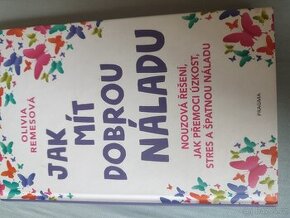 OLIVIA
REMESOVÁ
JAK
MÍT
DOBROU
NÁLADU
NOUZOVÁ ŘEŠENÍ,
JAK PŘEMOCI ÚZKOST,
STRES A ŠPATNOU NÁLADU
PRAGMA